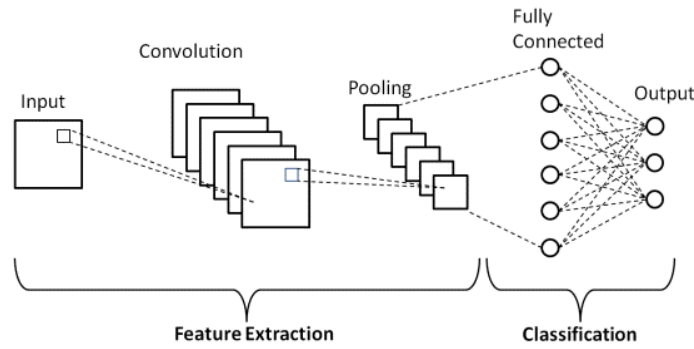 Fully
Connected
Convolution
Pooling
Input
Output
Feature Extraction
Classification